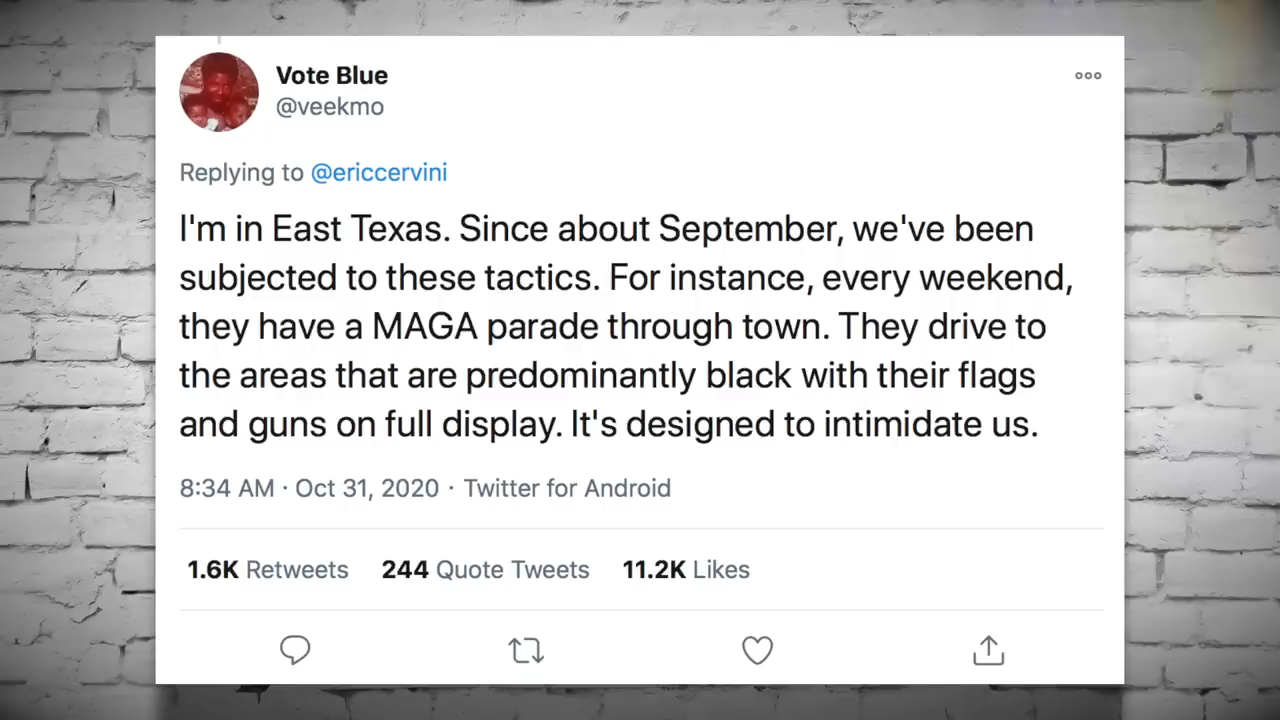 Vote Blue
@veekmo
Replying to @ericcervini
I'm in East Texas. Since about September, we've been
subjected to these tactics. For instance, every weekend,
they have a MAGA parade through town. They drive to
the areas that are predominantly black with their flags
and guns on full display. It's designed to intimidate us.
8:34 AM · Oct 31, 2020 · Twitter for Android
1.6K Retweets 244 Quote Tweets 11.2K Likes